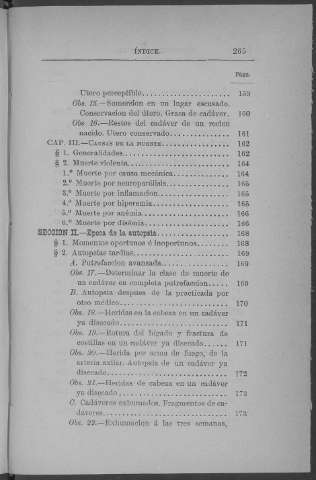 ÍNDICE. 265
Págs.
Utero perceptible. 159
Obs. 15.—Sumersion en un lugar escusado.
Conservacion del útero. Grasa de cadáver. 160
Obs. 16.—Restos del cadáver de un recien
nacido. Utero conservado. 161
CAP. III.—CAUSAS DE LA MUERTE. 162
§ 1. Generalidades. 162
§ 2. Muerte violenta. 164
1.° Muerte por causa mecánica. 164
2.° Muerte por neuroparálisis. 165
3.° Muerte por inflamacion. 165
4.° Muerte por hiperemia. 165
5.° Muerte por anémia. 166
6.° Muerte por disemia. 166
SECCION II.—Época de la autopsia. 168
§ 1. Momentos oportunos é inoportunos. 168
§ 2. Autopsias tardías. 169
A. Putrefaccion avanzada. 169
Obs. 17.—Determinar la clase de muerte de
un cadáver en completa putrefaccion. 169
B. Autopsia despues de la practicada por
otro médico. 170
Obs. 18.—Heridas en la cabeza en un cadáver
ya disecado. 171
Obs. 19.—Rotura del hígado y fractura de
costillas en un cadáver ya disecado. 171
Obs. 20.—Herida por arma de fuego, de la
arteria axilar. Autopsia de un cadáver ya
disecado. 172
Obs. 21.—Heridas de cabeza en un cadáver
ya disecado. 173
C. Cadáveres exhumados. Fragmentos de ca-
dáveres. 173
Obs. 22.—Exhumacion á las tres semanas,